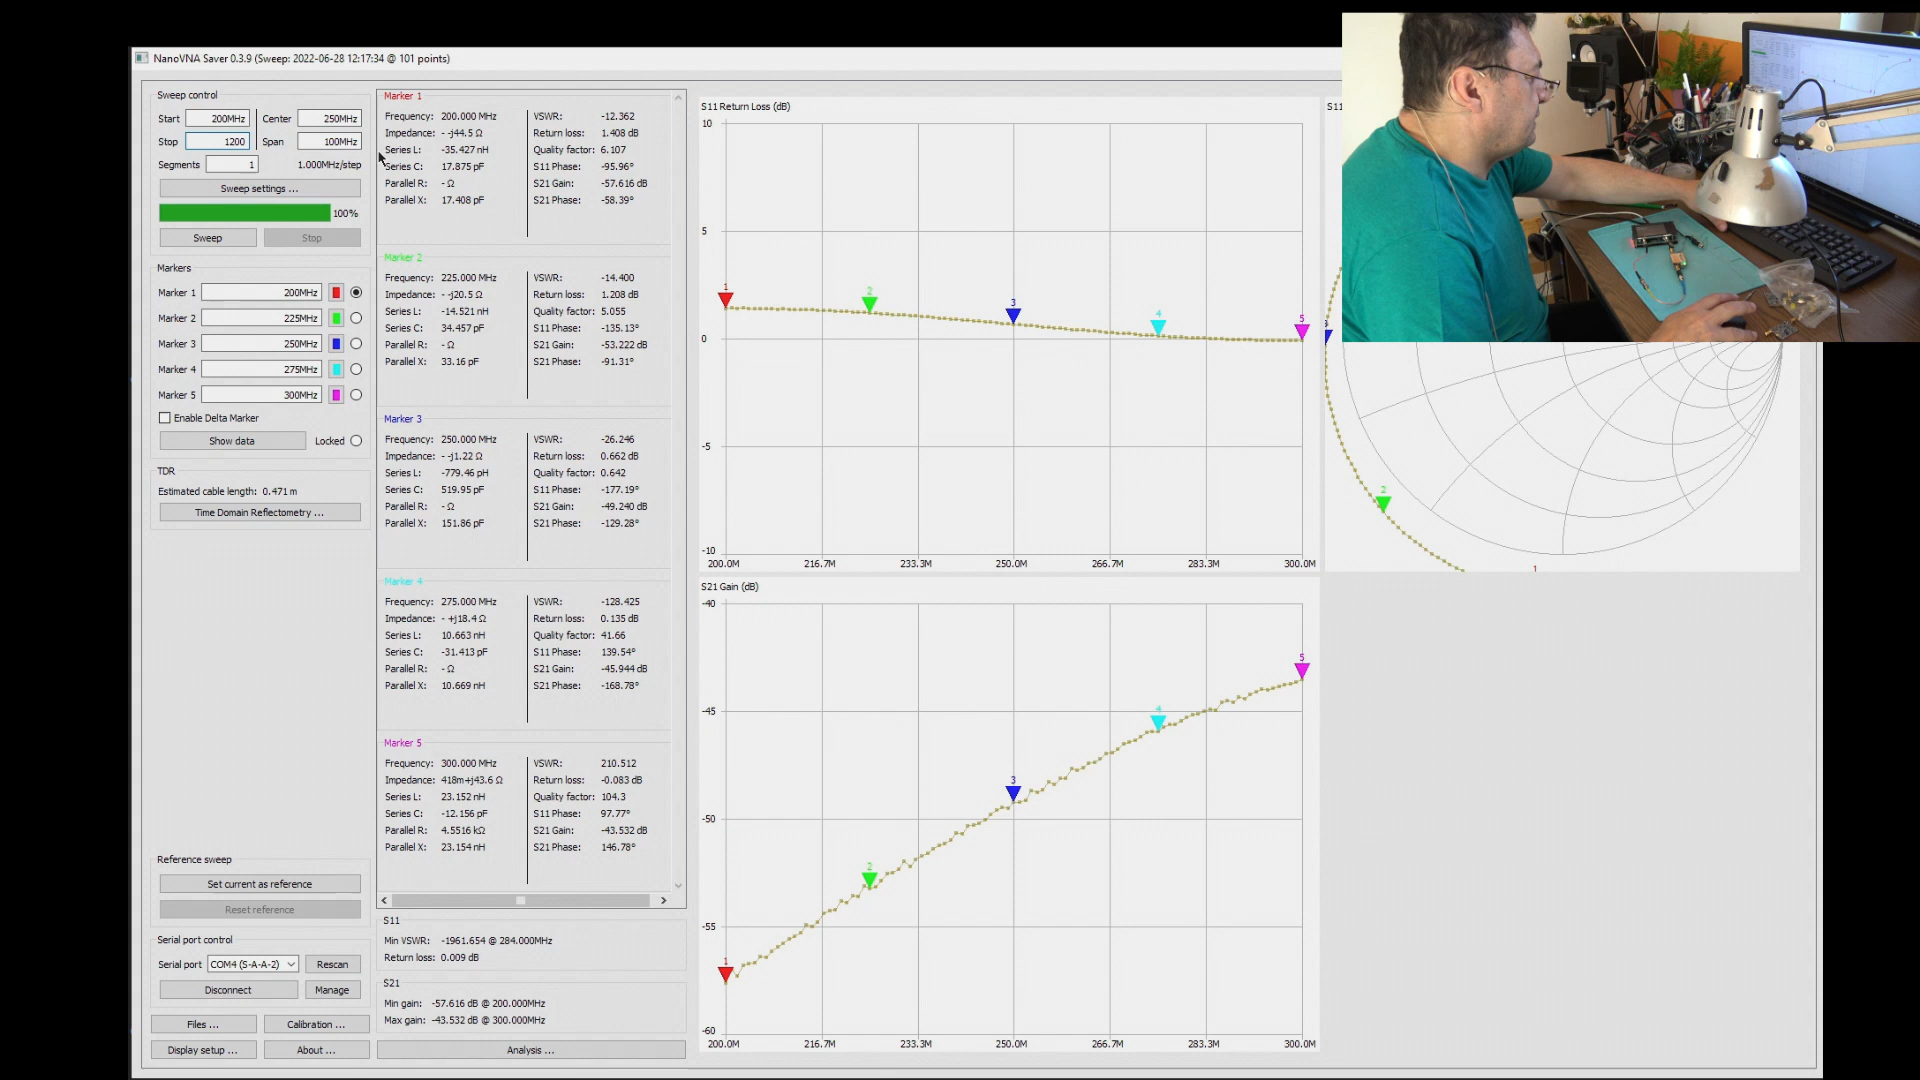 NanoVNA Saver 0.3.9 (Sweep: 2022-06-28 12:17:34 @ 101 points)
Sweep control
Start 200MHz Center 250MHz
Stop 1200 Span 100MHz
Segments 1 1.000MHz/step
Sweep settings ...
100%
Sweep Stop
Markers
Marker 1 200MHz
Marker 2 225MHz
Marker 3 250MHz
Marker 4 275MHz
Marker 5 300MHz
Enable Delta Marker
Show data Locked
TDR
Estimated cable length: 0.471 m
Time Domain Reflectometry ...
Reference sweep
Set current as reference
Reset reference
Serial port control
Serial port COM4 (S-A-A-2) Rescan
Disconnect Manage
Files ... Calibration ...
Display setup ... About ...
Marker 1
Frequency: 200.000 MHz VSWR: -12.362
Impedance: - -j44.5 Ω Return loss: 1.408 dB
Series L: -35.427 nH Quality factor: 6.107
Series C: 17.875 pF S11 Phase: -95.96°
Parallel R: - Ω S21 Gain: -57.616 dB
Parallel X: 17.408 pF S21 Phase: -58.39°
Marker 2
Frequency: 225.000 MHz VSWR: -14.400
Impedance: - -j20.5 Ω Return loss: 1.208 dB
Series L: -14.521 nH Quality factor: 5.055
Series C: 34.457 pF S11 Phase: -135.13°
Parallel R: - Ω S21 Gain: -53.222 dB
Parallel X: 33.16 pF S21 Phase: -91.31°
Marker 3
Frequency: 250.000 MHz VSWR: -26.246
Impedance: - -j1.22 Ω Return loss: 0.662 dB
Series L: -779.46 pH Quality factor: 0.642
Series C: 519.95 pF S11 Phase: -177.19°
Parallel R: - Ω S21 Gain: -49.240 dB
Parallel X: 151.86 pF S21 Phase: -129.28°
Marker 4
Frequency: 275.000 MHz VSWR: -128.425
Impedance: - +j18.4 Ω Return loss: 0.135 dB
Series L: 10.663 nH Quality factor: 41.66
Series C: -31.413 pF S11 Phase: 139.54°
Parallel R: - Ω S21 Gain: -45.944 dB
Parallel X: 10.669 nH S21 Phase: -168.78°
Marker 5
Frequency: 300.000 MHz VSWR: 210.512
Impedance: 418m+j43.6 Ω Return loss: -0.083 dB
Series L: 23.152 nH Quality factor: 104.3
Series C: -12.156 pF S11 Phase: 97.77°
Parallel R: 4.5516 kΩ S21 Gain: -43.532 dB
Parallel X: 23.154 nH S21 Phase: 146.78°
S11
Min VSWR: -1961.654 @ 284.000MHz
Return loss: 0.009 dB
S21
Min gain: -57.616 dB @ 200.000MHz
Max gain: -43.532 dB @ 300.000MHz
Analysis ...
S11 Return Loss (dB)
10
5
0
-5
-10
1
2
3
4
5
200.0M 216.7M 233.3M 250.0M 266.7M 283.3M 300.0M
S21 Gain (dB)
-40
-45
-50
-55
-60
1
2
3
4
5
200.0M 216.7M 233.3M 250.0M 266.7M 283.3M 300.0M
S11
2
1